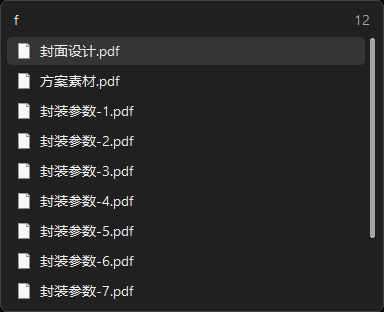 f 12
封面设计.pdf
方案素材.pdf
封装参数-1.pdf
封装参数-2.pdf
封装参数-3.pdf
封装参数-4.pdf
封装参数-5.pdf
封装参数-6.pdf
封装参数-7.pdf